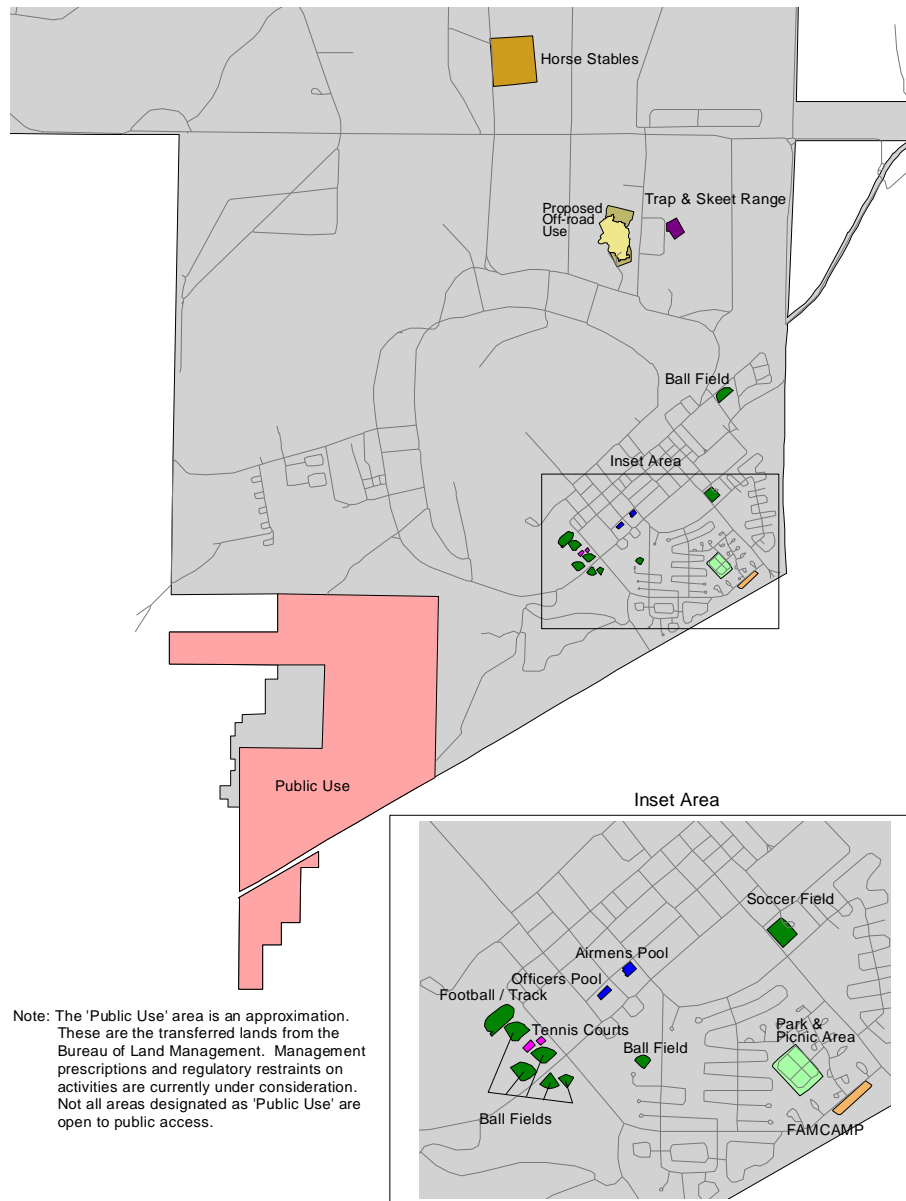 Horse Stables
Trap & Skeet Range
Proposed
Off-road
Use
Ball Field
Inset Area
Public Use
Inset Area
Soccer Field
Airmens Pool
Officers Pool
Football / Track
Tennis Courts
Ball Field
Park &
Picnic Area
Ball Fields
FAMCAMP
Note: The 'Public Use' area is an approximation.
These are the transferred lands from the
Bureau of Land Management. Management
prescriptions and regulatory restraints on
activities are currently under consideration.
Not all areas designated as 'Public Use' are
open to public access.